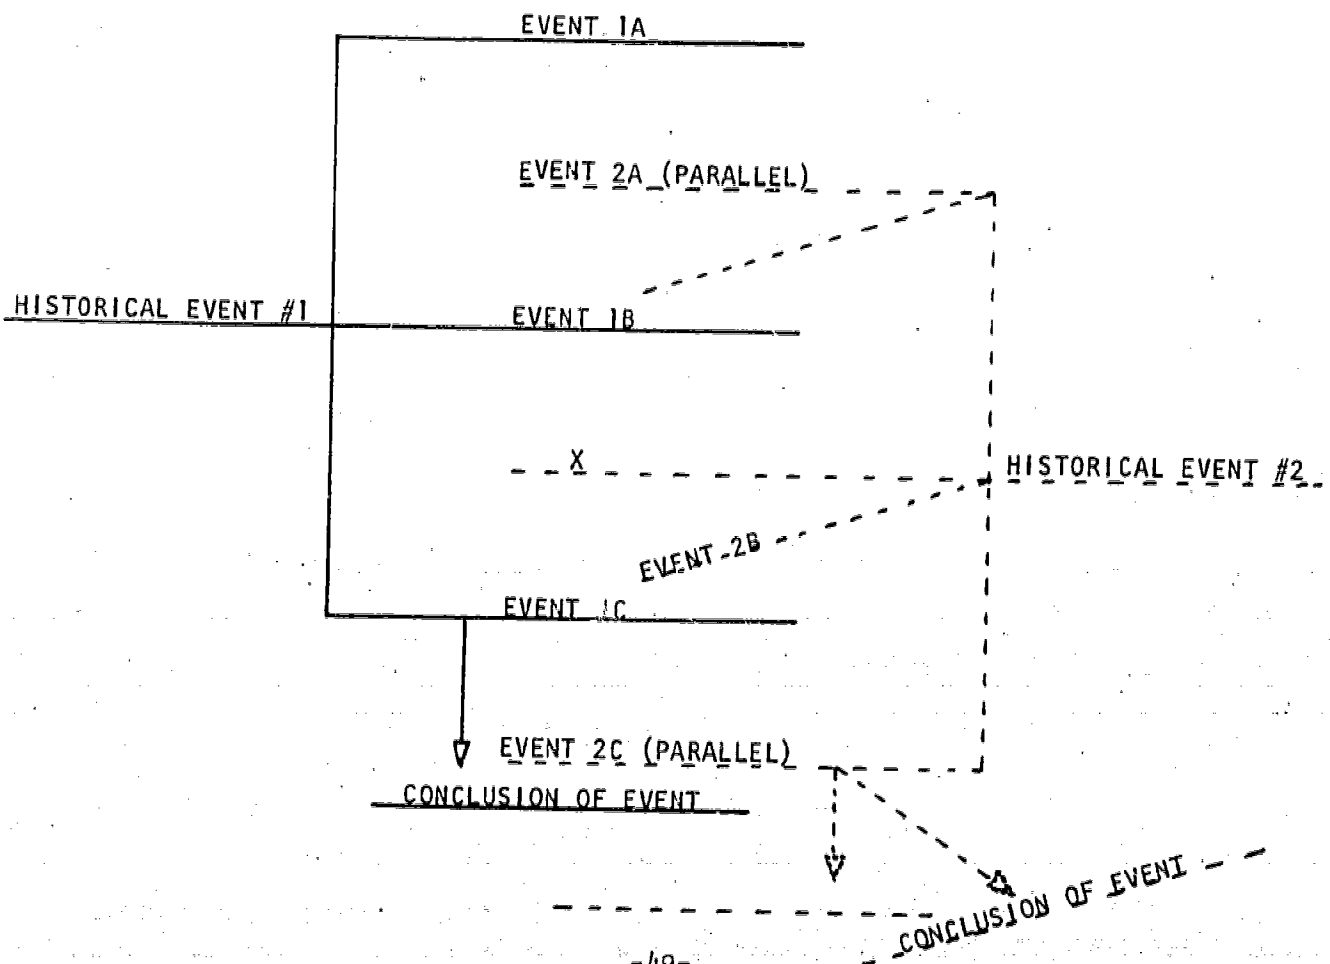 EVENT 1A
EVENT 2A (PARALLEL)
HISTORICAL EVENT #1
EVENT 1B
X
HISTORICAL EVENT #2
EVENT 2B
EVENT 1C
EVENT 2C (PARALLEL)
CONCLUSION OF EVENT
CONCLUSION OF EVENT